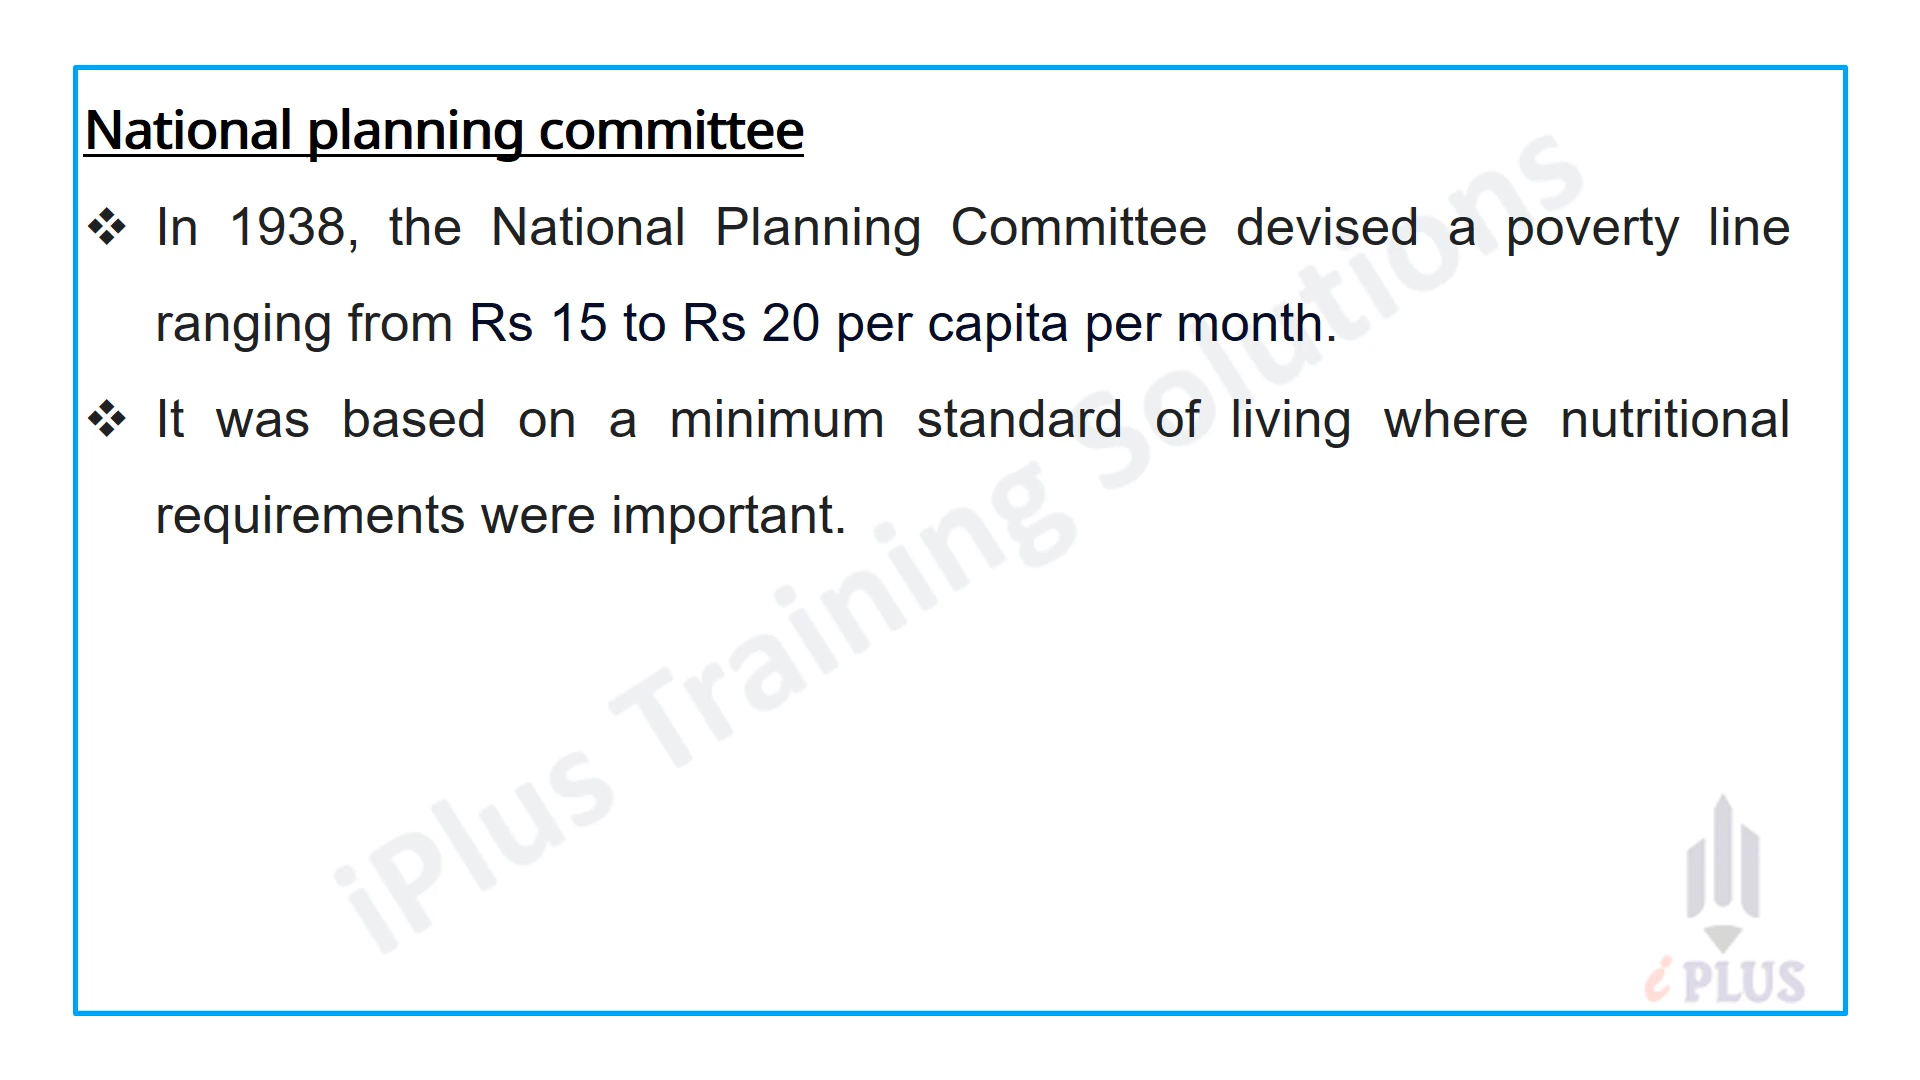 National planning committee
❖ In 1938, the National Planning Committee devised a poverty line
ranging from Rs 15 to Rs 20 per capita per month.
❖ It was based on a minimum standard of living where nutritional
requirements were important.
iPlus Training Solutions
i PLUS